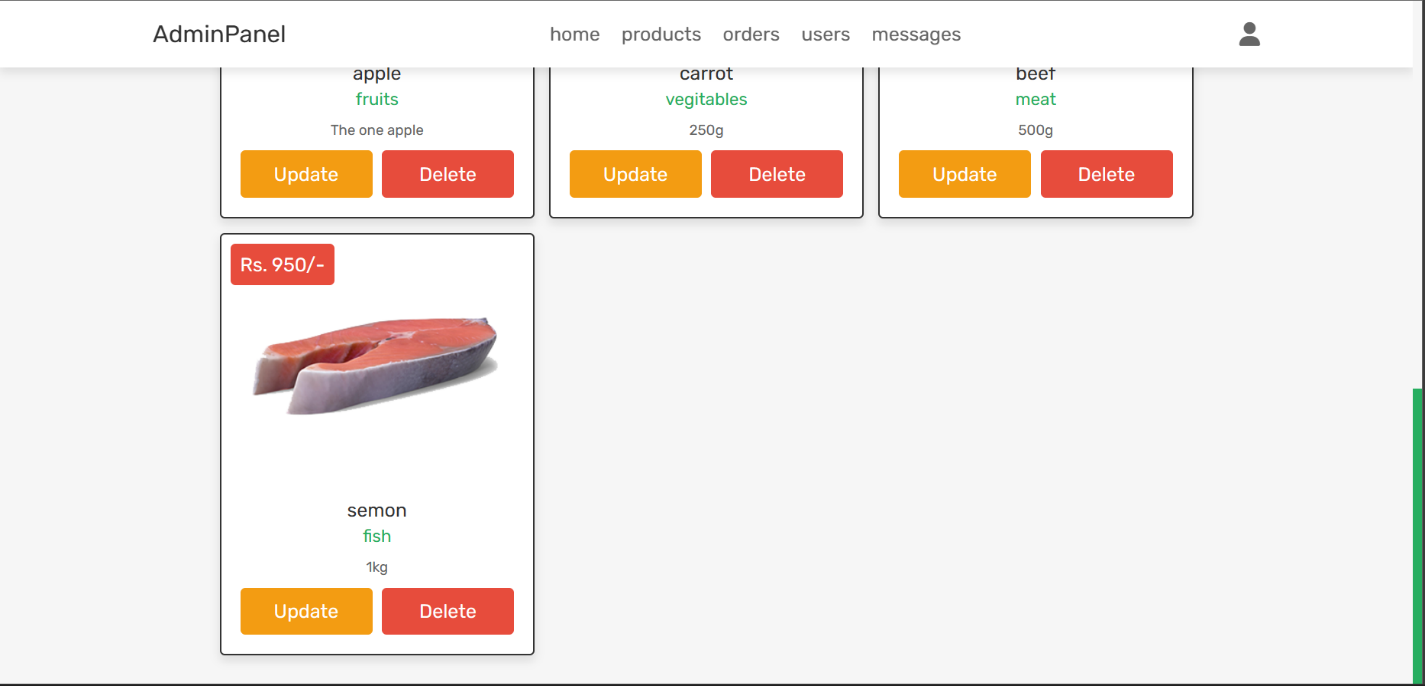 AdminPanel
home products orders users messages
apple
fruits
The one apple
Update Delete
carrot
vegitables
250g
Update Delete
beef
meat
500g
Update Delete
Rs. 950/-
semon
fish
1kg
Update Delete